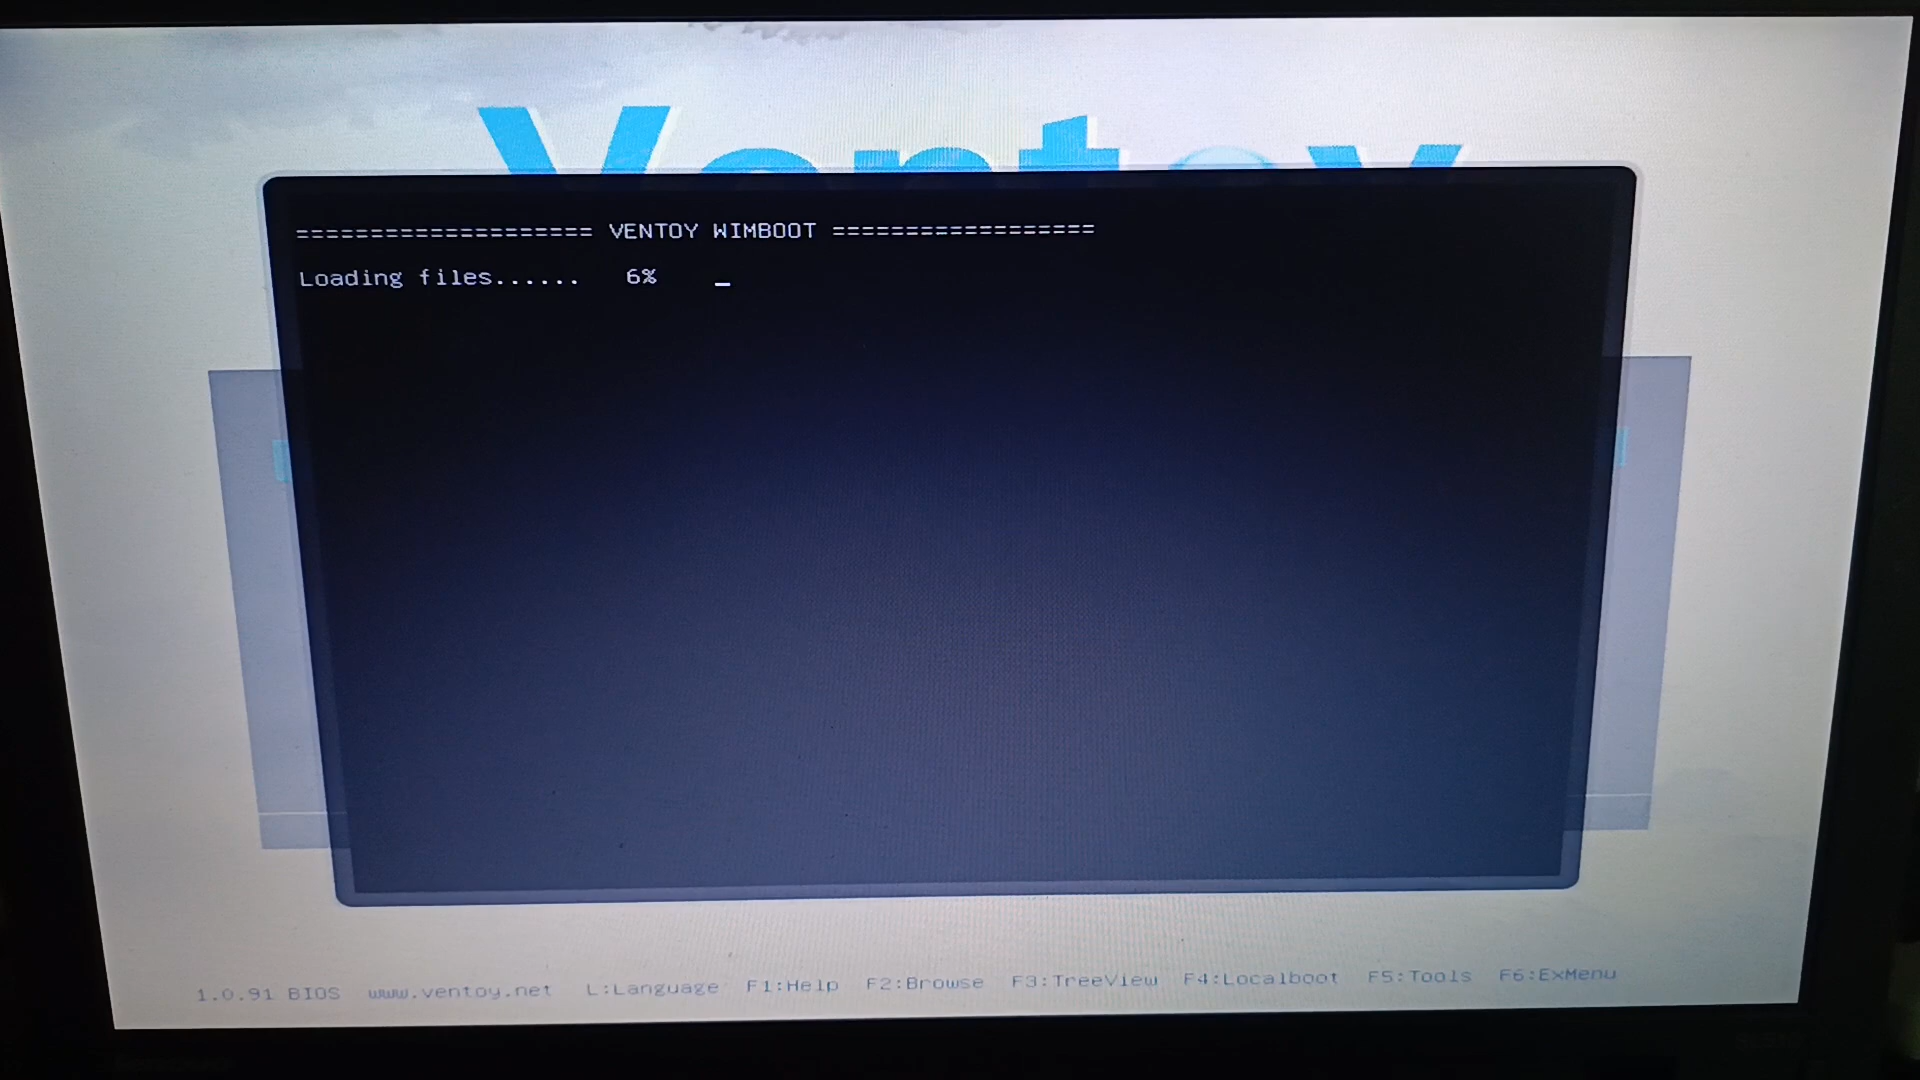 Ventoy
==================== VENTOY WIMBOOT ==================
Loading files......   6%    _
1.0.91 BIOS  www.ventoy.net  L:Language  F1:Help  F2:Browse  F3:TreeView  F4:Localboot  F5:Tools  F6:ExMenu